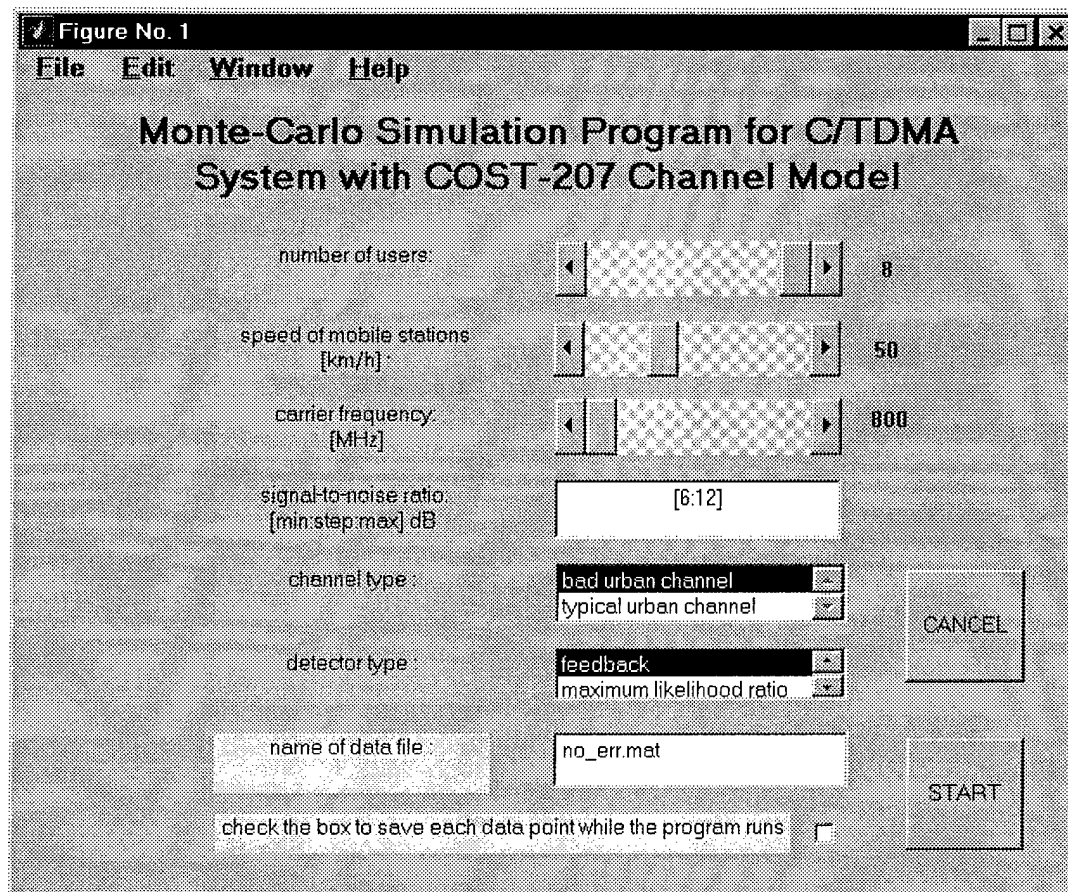 Figure No. 1
File Edit Window Help
Monte-Carlo Simulation Program for C/TDMA
System with COST-207 Channel Model
number of users:
8
speed of mobile stations
[km/h] :
50
carrier frequency:
[MHz]
800
signal-to-noise ratio:
[min:step:max] dB
[6:12]
channel type :
bad urban channel
typical urban channel
CANCEL
detector type :
feedback
maximum likelihood ratio
name of data file :
no_err.mat
START
check the box to save each data point while the program runs